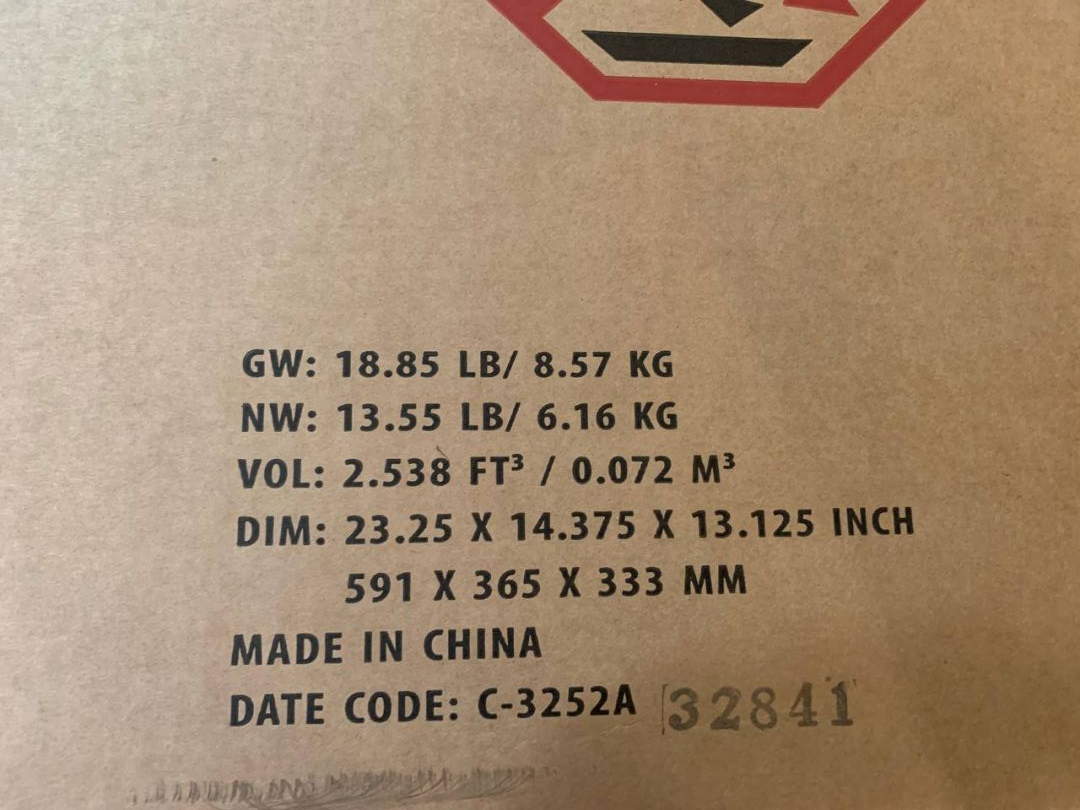 GW: 18.85 LB/ 8.57 KG
NW: 13.55 LB/ 6.16 KG
VOL: 2.538 FT³ / 0.072 M³
DIM: 23.25 X 14.375 X 13.125 INCH
591 X 365 X 333 MM
MADE IN CHINA
DATE CODE: C-3252A 32841